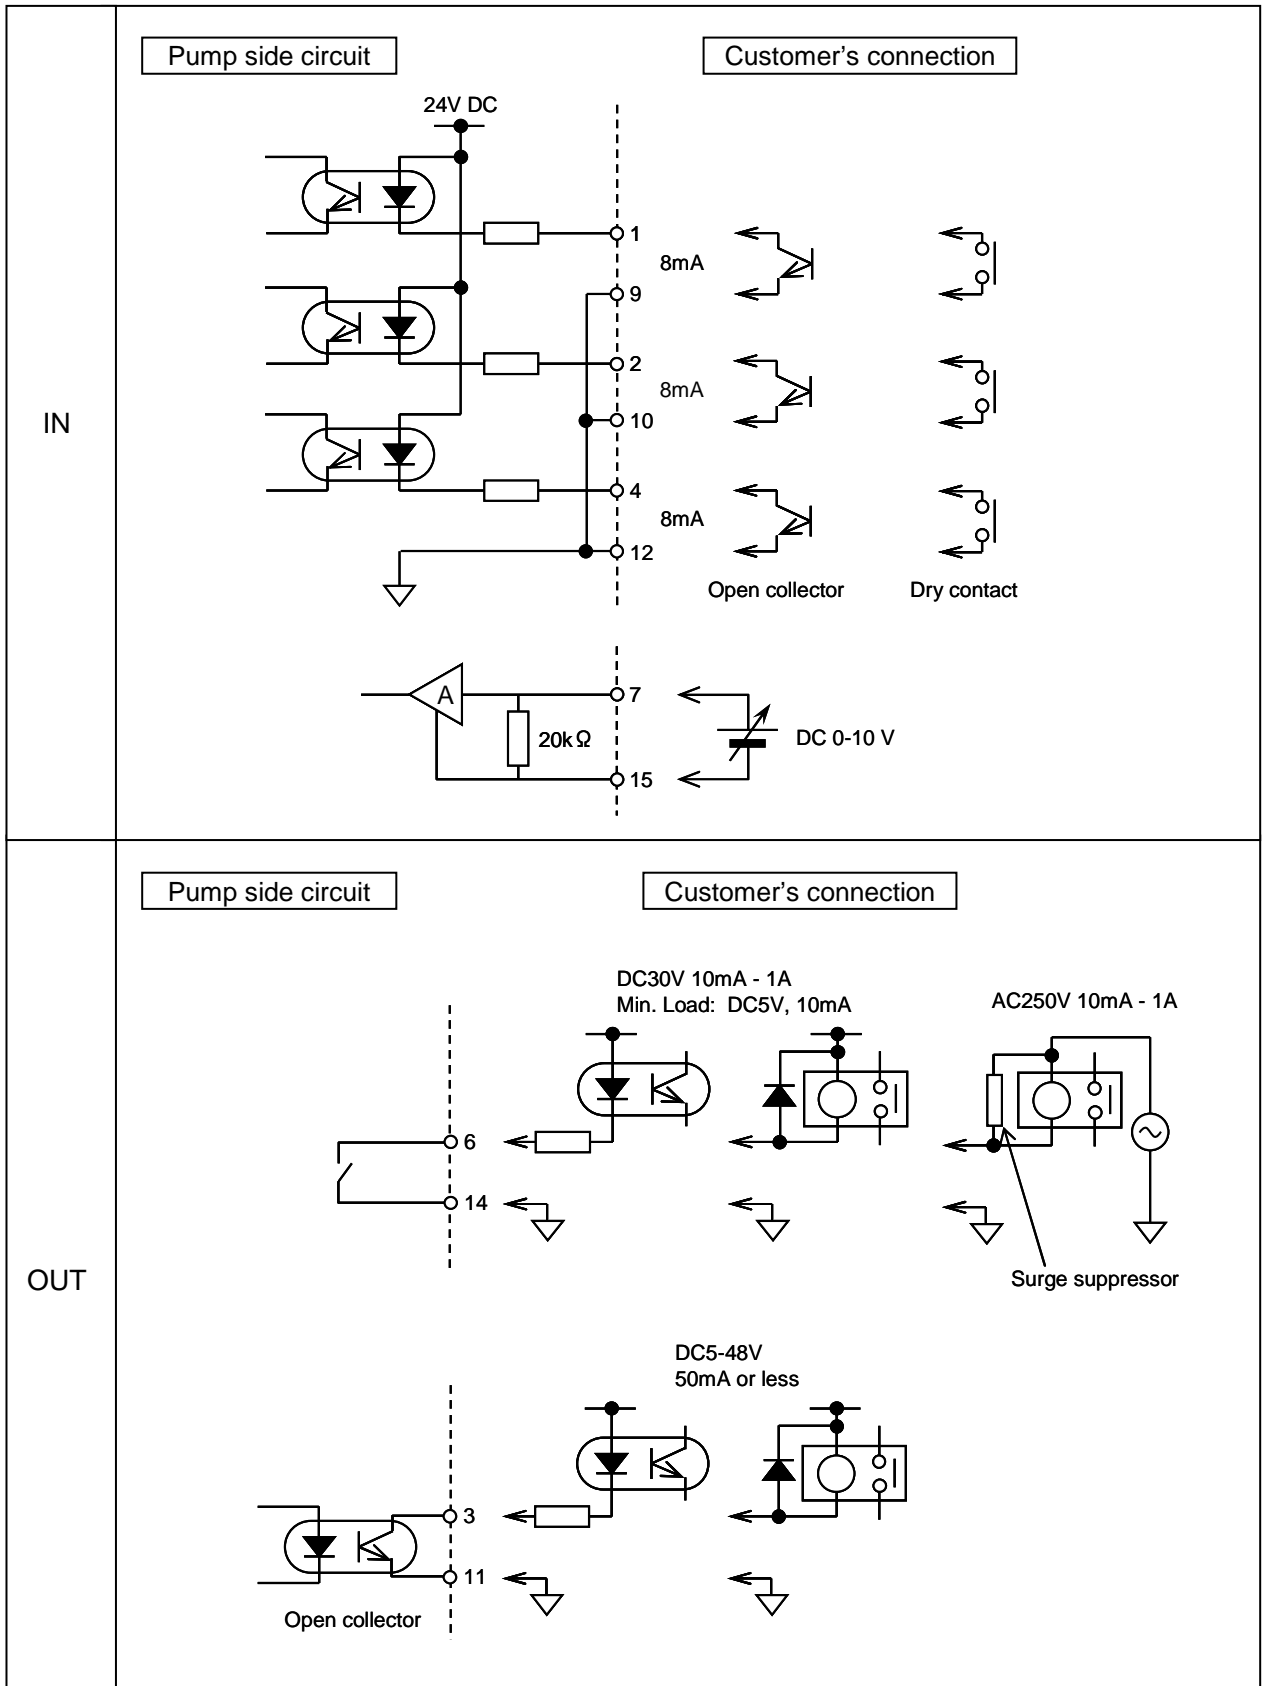 IN
Pump side circuit
Customer's connection
24V DC
1
8mA
9
2
8mA
10
4
8mA
12
Open collector
Dry contact
A
7
20kΩ
DC 0-10 V
15
OUT
Pump side circuit
Customer's connection
DC30V 10mA - 1A
Min. Load: DC5V, 10mA
AC250V 10mA - 1A
6
14
Surge suppressor
DC5-48V
50mA or less
3
11
Open collector